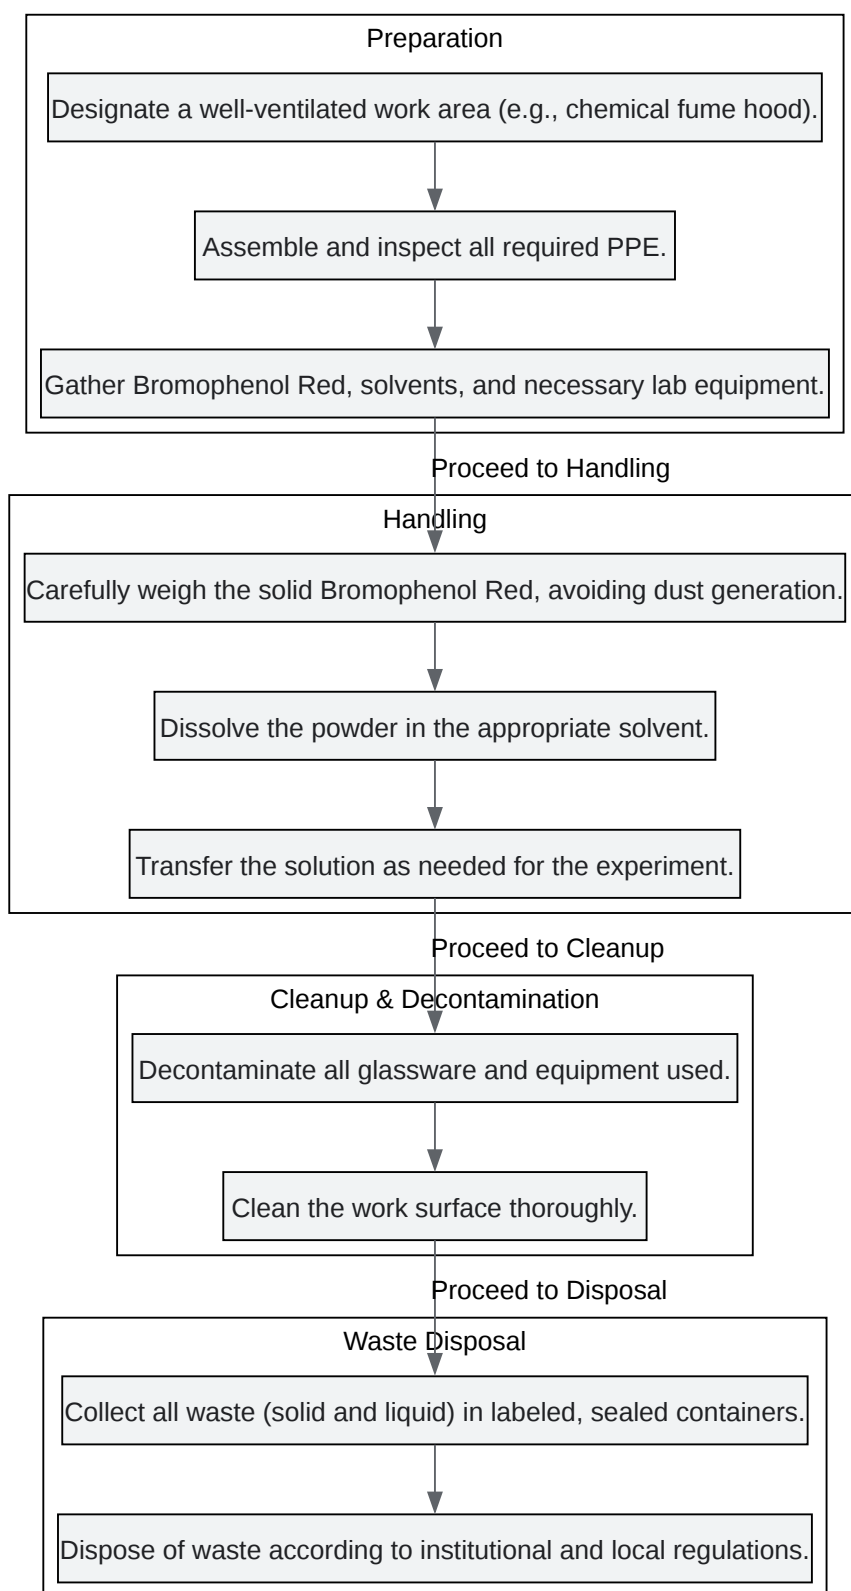 Preparation
Designate a well-ventilated work area (e.g., chemical fume hood).
Assemble and inspect all required PPE.
Gather Bromophenol Red, solvents, and necessary lab equipment.
Proceed to Handling
Handling
Carefully weigh the solid Bromophenol Red, avoiding dust generation.
Dissolve the powder in the appropriate solvent.
Transfer the solution as needed for the experiment.
Proceed to Cleanup
Cleanup & Decontamination
Decontaminate all glassware and equipment used.
Clean the work surface thoroughly.
Proceed to Disposal
Waste Disposal
Collect all waste (solid and liquid) in labeled, sealed containers.
Dispose of waste according to institutional and local regulations.